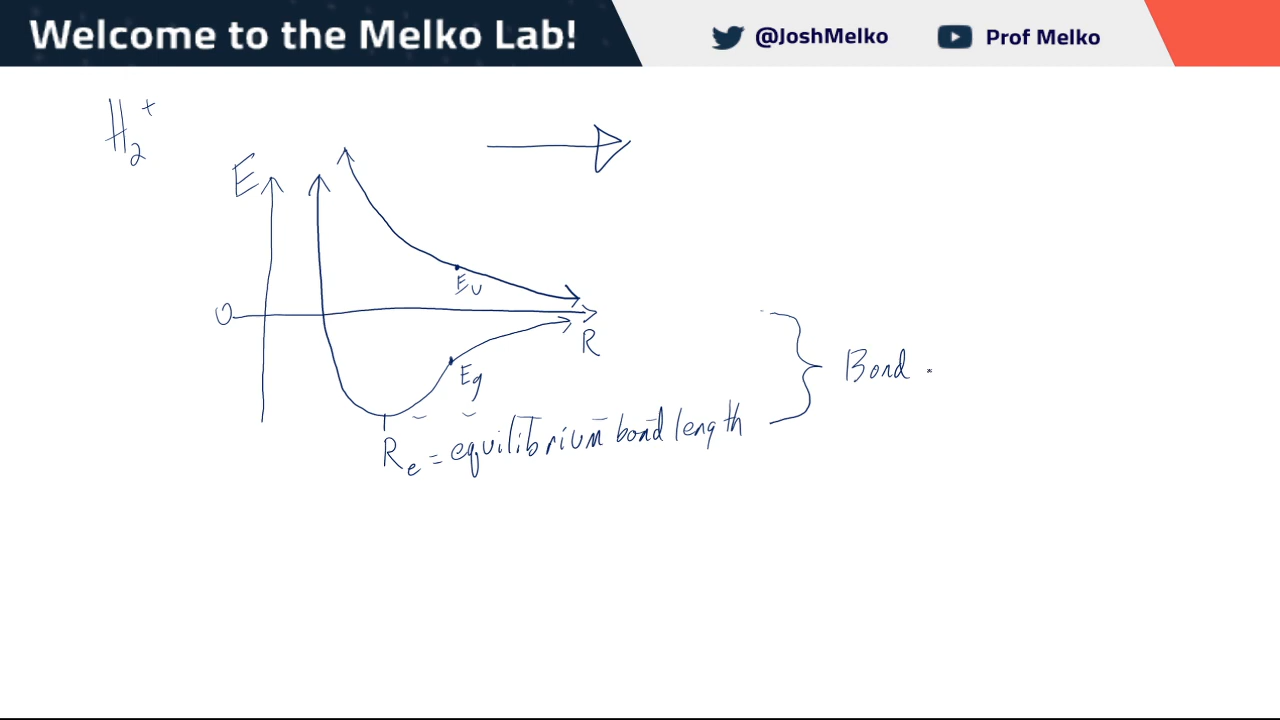 Welcome to the Melko Lab!
@JoshMelko
Prof Melko
H₂⁺
E
Eu
0
R
Eg
Bond
Re = equilibrium bond length